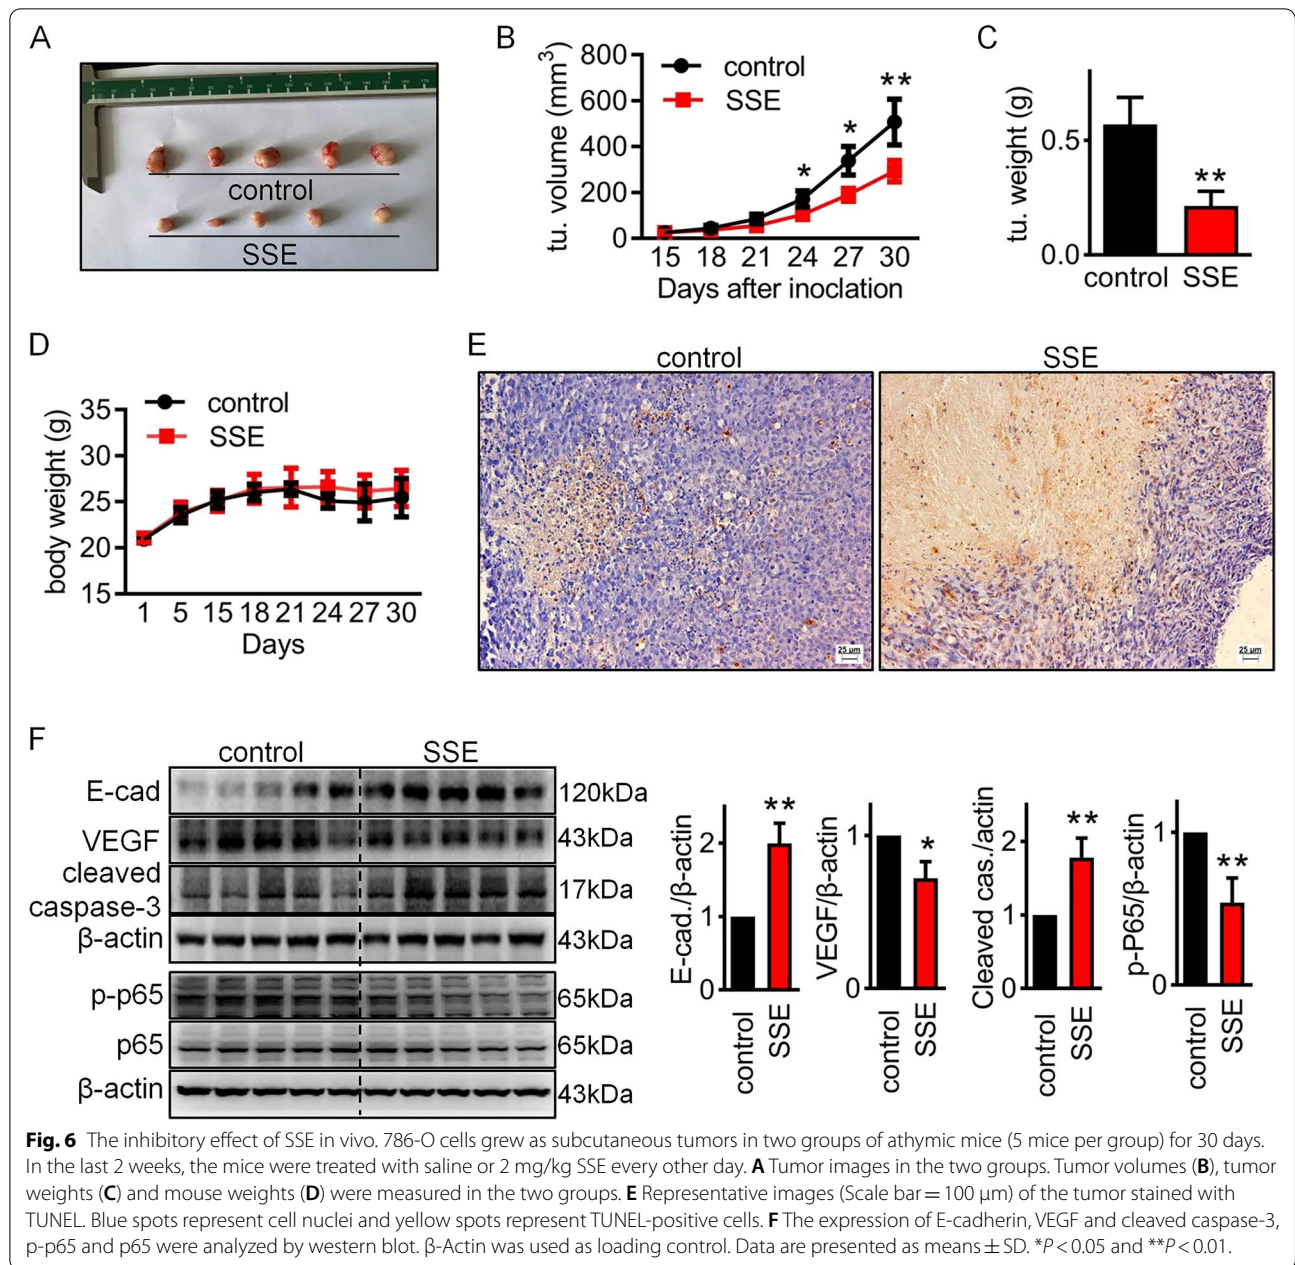 A
control
SSE
B
tu. volume (mm³)
800
600
400
200
0
control
SSE
*
*
**
15 18 21 24 27 30
Days after inoclation
C
tu. weight (g)
0.5
0.0
**
control SSE
D
body weight (g)
35
30
25
20
15
control
SSE
1 5 15 18 21 24 27 30
Days
E
control SSE
25 µm 25 µm
F
control SSE
E-cad 120kDa
VEGF 43kDa
cleaved
caspase-3 17kDa
β-actin 43kDa
p-p65 65kDa
p65 65kDa
β-actin 43kDa
E-cad./β-actin
2
1
0
**
control
SSE
VEGF/β-actin
1
0
*
control
SSE
Cleaved cas./actin
2
1
0
**
control
SSE
p-P65/β-actin
1
0
**
control
SSE
Fig. 6 The inhibitory effect of SSE in vivo. 786-O cells grew as subcutaneous tumors in two groups of athymic mice (5 mice per group) for 30 days.
In the last 2 weeks, the mice were treated with saline or 2 mg/kg SSE every other day. A Tumor images in the two groups. Tumor volumes (B), tumor
weights (C) and mouse weights (D) were measured in the two groups. E Representative images (Scale bar = 100 µm) of the tumor stained with
TUNEL. Blue spots represent cell nuclei and yellow spots represent TUNEL-positive cells. F The expression of E-cadherin, VEGF and cleaved caspase-3,
p-p65 and p65 were analyzed by western blot. β-Actin was used as loading control. Data are presented as means ± SD. *P < 0.05 and **P < 0.01.